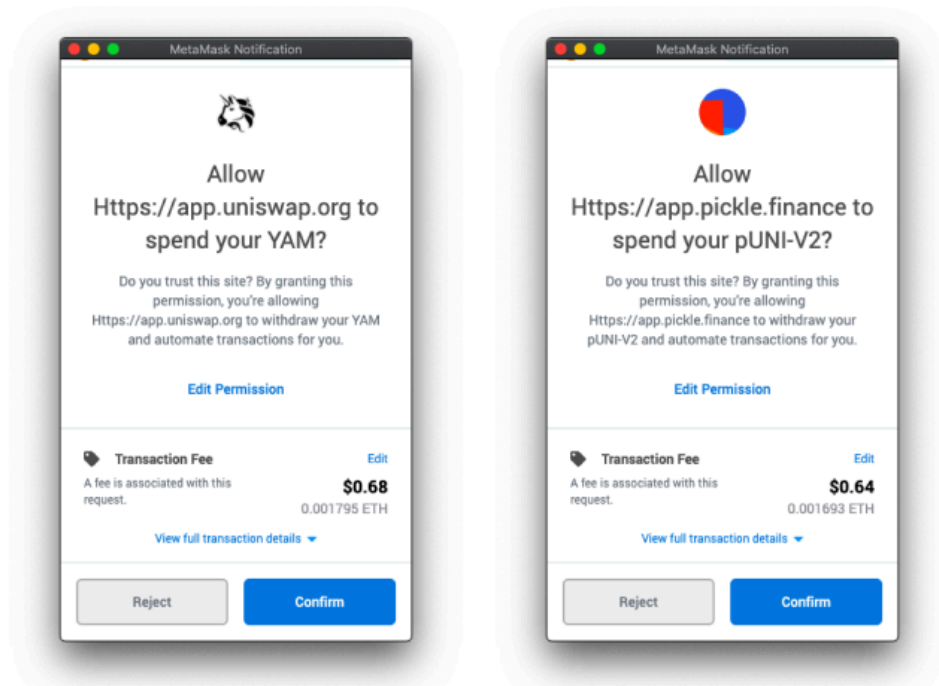 MetaMask Notification
Allow
Https://app.uniswap.org to
spend your YAM?
Do you trust this site? By granting this
permission, you're allowing
Https://app.uniswap.org to withdraw your YAM
and automate transactions for you.
Edit Permission
Transaction Fee
Edit
A fee is associated with this
request.
$0.68
0.001795 ETH
View full transaction details
Reject
Confirm
MetaMask Notification
Allow
Https://app.pickle.finance to
spend your pUNI-V2?
Do you trust this site? By granting this
permission, you're allowing
Https://app.pickle.finance to withdraw your
pUNI-V2 and automate transactions for you.
Edit Permission
Transaction Fee
Edit
A fee is associated with this
request.
$0.64
0.001693 ETH
View full transaction details
Reject
Confirm